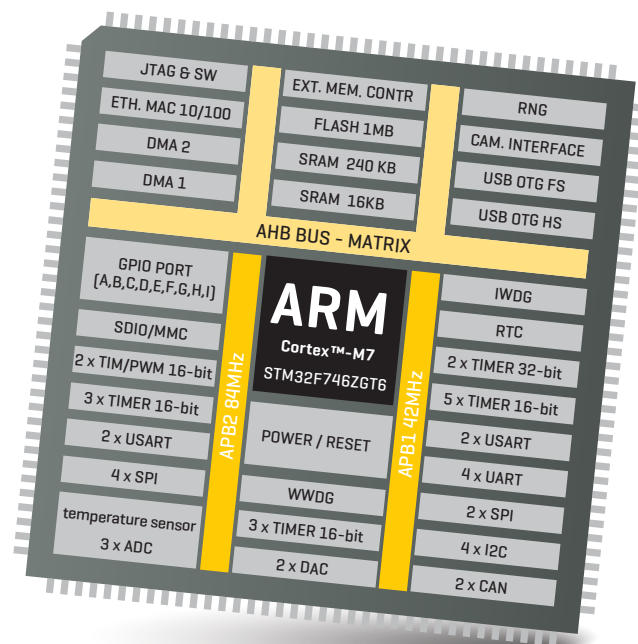 JTAG & SW
ETH. MAC 10/100
DMA 2
DMA 1
EXT. MEM. CONTR
FLASH 1MB
SRAM 240 KB
SRAM 16KB
RNG
CAM. INTERFACE
USB OTG FS
USB OTG HS
AHB BUS - MATRIX
GPIO PORT
(A,B,C,D,E,F,G,H,I)
SDIO/MMC
2 x TIM/PWM 16-bit
3 x TIMER 16-bit
2 x USART
4 x SPI
temperature sensor
3 x ADC
APB2 84MHz
ARM
Cortex™-M7
STM32F746ZGT6
POWER / RESET
WWDG
3 x TIMER 16-bit
2 x DAC
APB1 42MHz
IWDG
RTC
2 x TIMER 32-bit
5 x TIMER 16-bit
2 x USART
4 x UART
2 x SPI
4 x I2C
2 x CAN